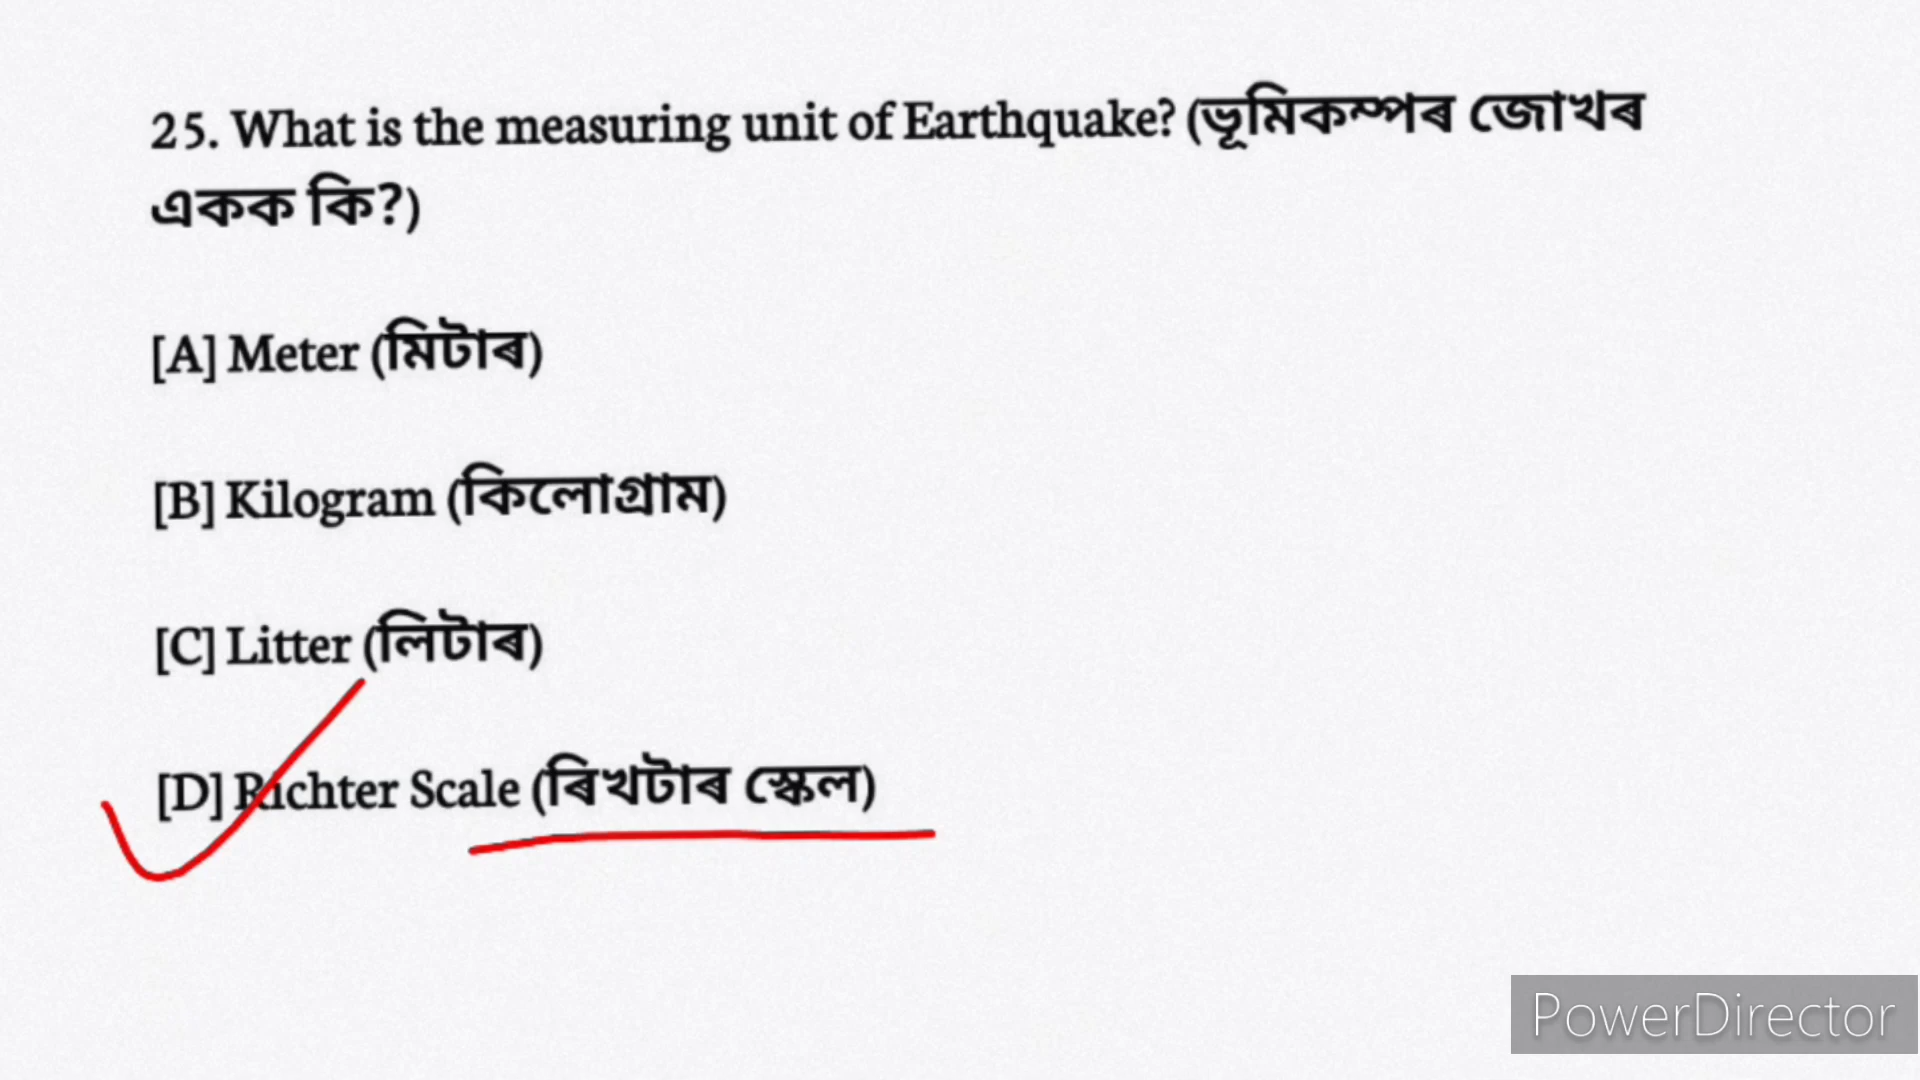 25. What is the measuring unit of Earthquake? (ভূমিকম্পৰ জোখৰ
একক কি?)
[A] Meter (মিটাৰ)
[B] Kilogram (কিলোগ্ৰাম)
[C] Litter (লিটাৰ)
[D] Richter Scale (ৰিখটাৰ স্কেল)
PowerDirector